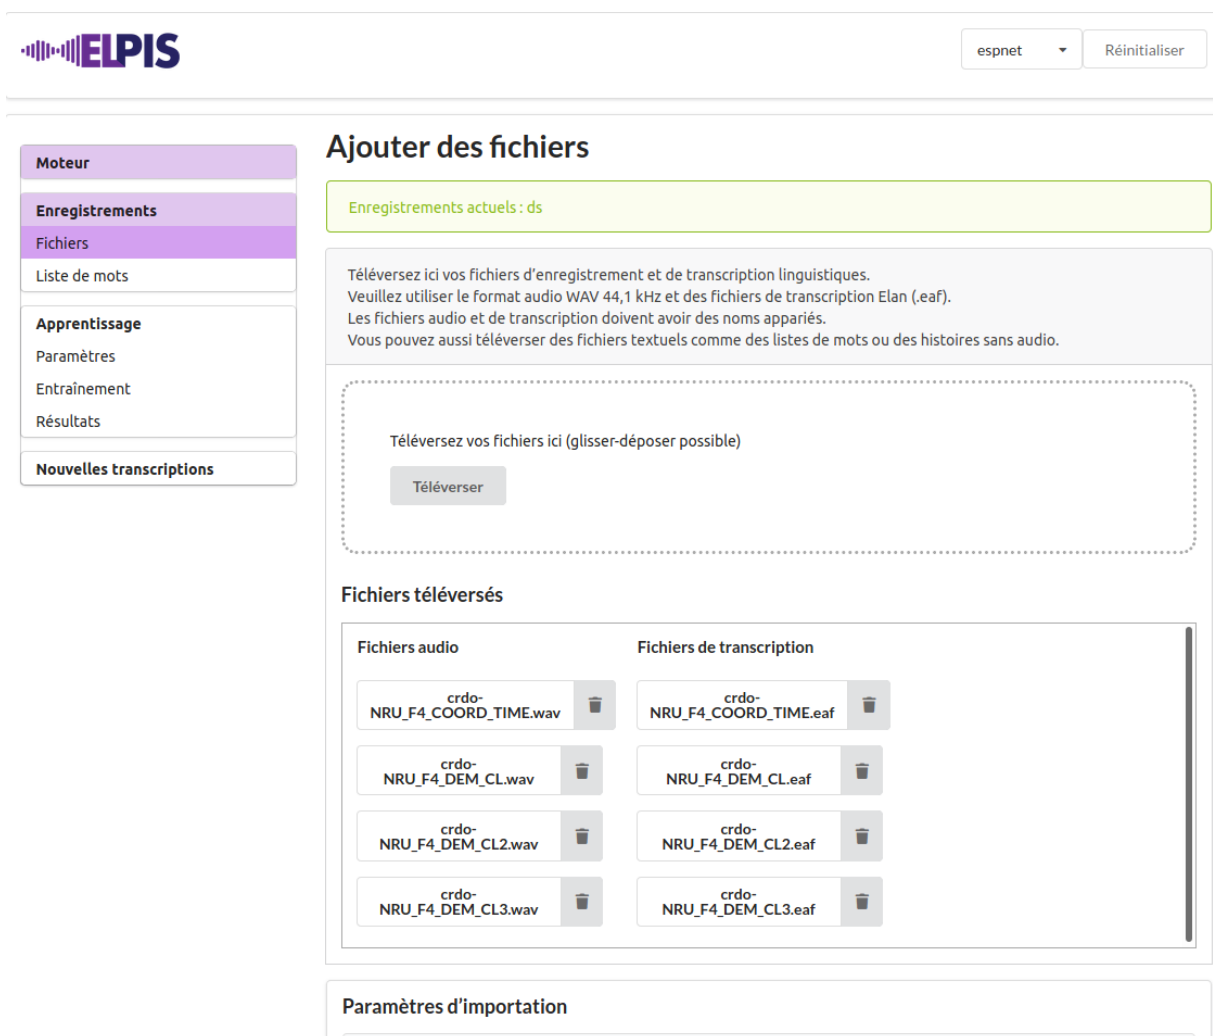 ELPIS
espnet
Réinitialiser
Moteur
Enregistrements
Fichiers
Liste de mots
Apprentissage
Paramètres
Entraînement
Résultats
Nouvelles transcriptions
Ajouter des fichiers
Enregistrements actuels : ds
Téléversez ici vos fichiers d'enregistrement et de transcription linguistiques.
Veuillez utiliser le format audio WAV 44,1 kHz et des fichiers de transcription Elan (.eaf).
Les fichiers audio et de transcription doivent avoir des noms appariés.
Vous pouvez aussi téléverser des fichiers textuels comme des listes de mots ou des histoires sans audio.
Téléversez vos fichiers ici (glisser-déposer possible)
Téléverser
Fichiers téléversés
Fichiers audio
crdo-
NRU_F4_COORD_TIME.wav
crdo-
NRU_F4_DEM_CL.wav
crdo-
NRU_F4_DEM_CL2.wav
crdo-
NRU_F4_DEM_CL3.wav
Fichiers de transcription
crdo-
NRU_F4_COORD_TIME.eaf
crdo-
NRU_F4_DEM_CL.eaf
crdo-
NRU_F4_DEM_CL2.eaf
crdo-
NRU_F4_DEM_CL3.eaf
Paramètres d'importation